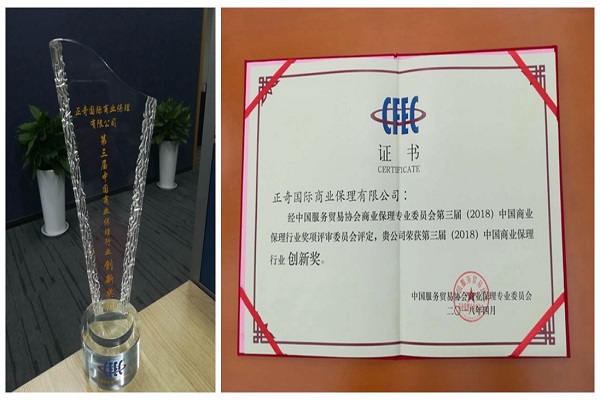 正奇国际商业保理
有限公司
第三届中国商业保理行业 创新奖
CFEC
CFEC
证书
CERTIFICATE
正奇国际商业保理有限公司：
经中国服务贸易协会商业保理专业委员会第三届（2018）中国商业
保理行业奖项评审委员会评定，贵公司荣获第三届（2018）中国商业保理
行业 创新奖。
中国服务贸易协会商业保理专业委员会
二〇一八年四月